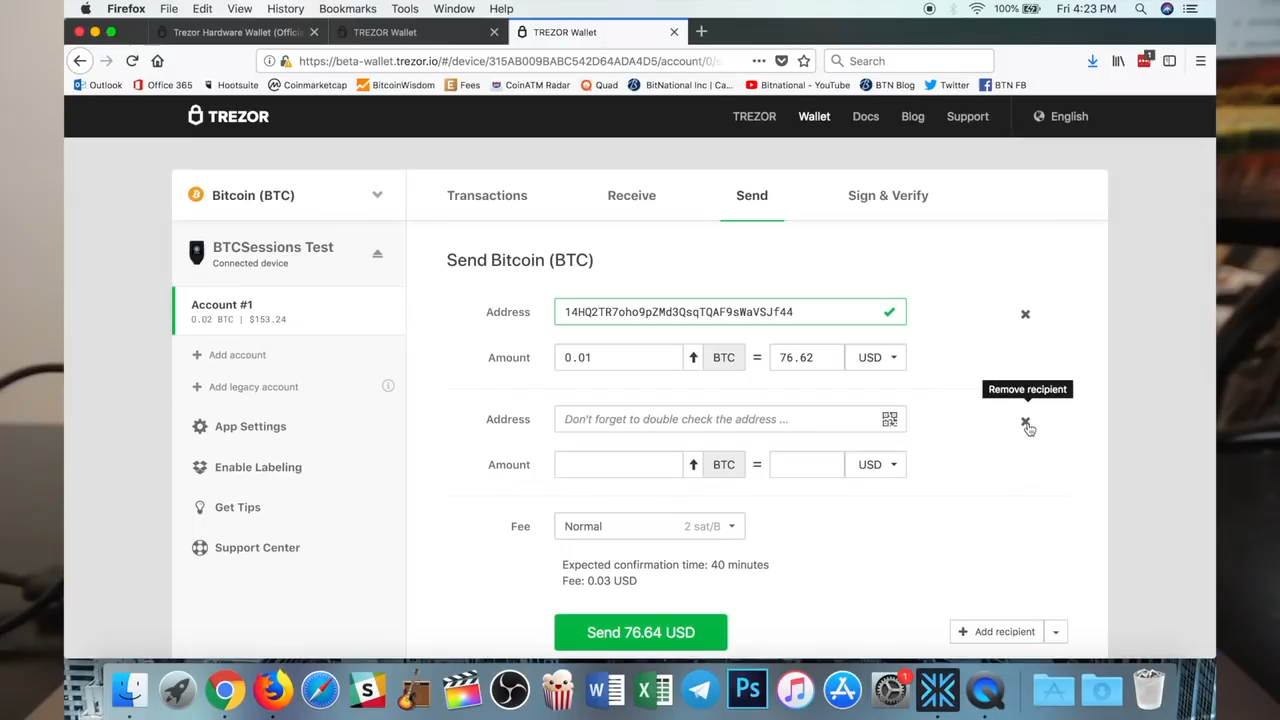 Firefox File Edit View History Bookmarks Tools Window Help 100% Fri 4:23 PM
Trezor Hardware Wallet (Offici TREZOR Wallet TREZOR Wallet
https://beta-wallet.trezor.io/#/device/315AB009BABC542D64ADA4D5/account/0/s Search 1
Outlook Office 365 Hootsuite Coinmarketcap BitcoinWisdom Fees CoinATM Radar Quad BitNational Inc | Ca... Bitnational - YouTube BTN Blog Twitter BTN FB
TREZOR TREZOR Wallet Docs Blog Support English
Bitcoin (BTC) Transactions Receive Send Sign & Verify
BTCSessions Test
Connected device
Send Bitcoin (BTC)
Account #1
0.02 BTC | $153.24
Address 14HQ2TR7oho9pZMd3QsqTQAF9sWaVSJf44
Add account
Amount 0.01 BTC = 76.62 USD
Add legacy account
Remove recipient
App Settings
Address Don't forget to double check the address ...
Enable Labeling
Amount BTC = USD
Get Tips
Fee Normal 2 sat/B
Support Center
Expected confirmation time: 40 minutes
Fee: 0.03 USD
Send 76.64 USD
Add recipient
W X Ps 1